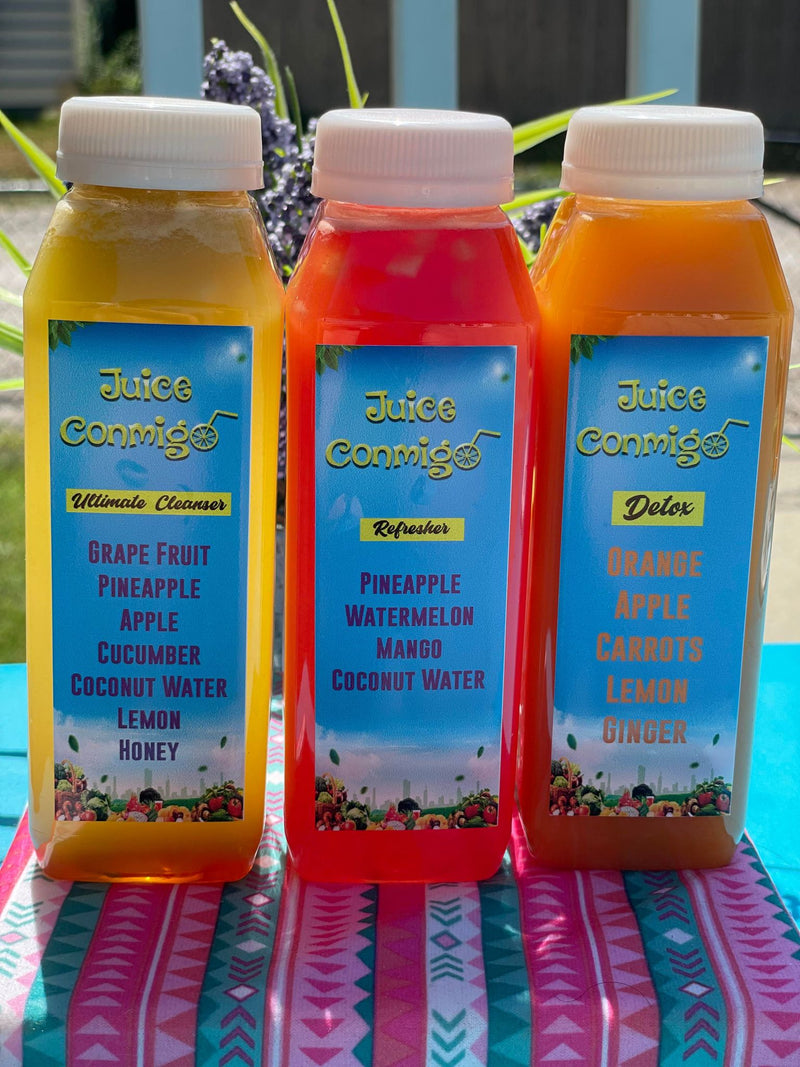 Juice
Conmigo
Ultimate Cleanser
Grape Fruit
Pineapple
Apple
Cucumber
Coconut Water
Lemon
Honey
Juice
Conmigo
Refresher
Pineapple
Watermelon
Mango
Coconut Water
Juice
Conmigo
Detox
Orange
Apple
Carrots
Lemon
Ginger